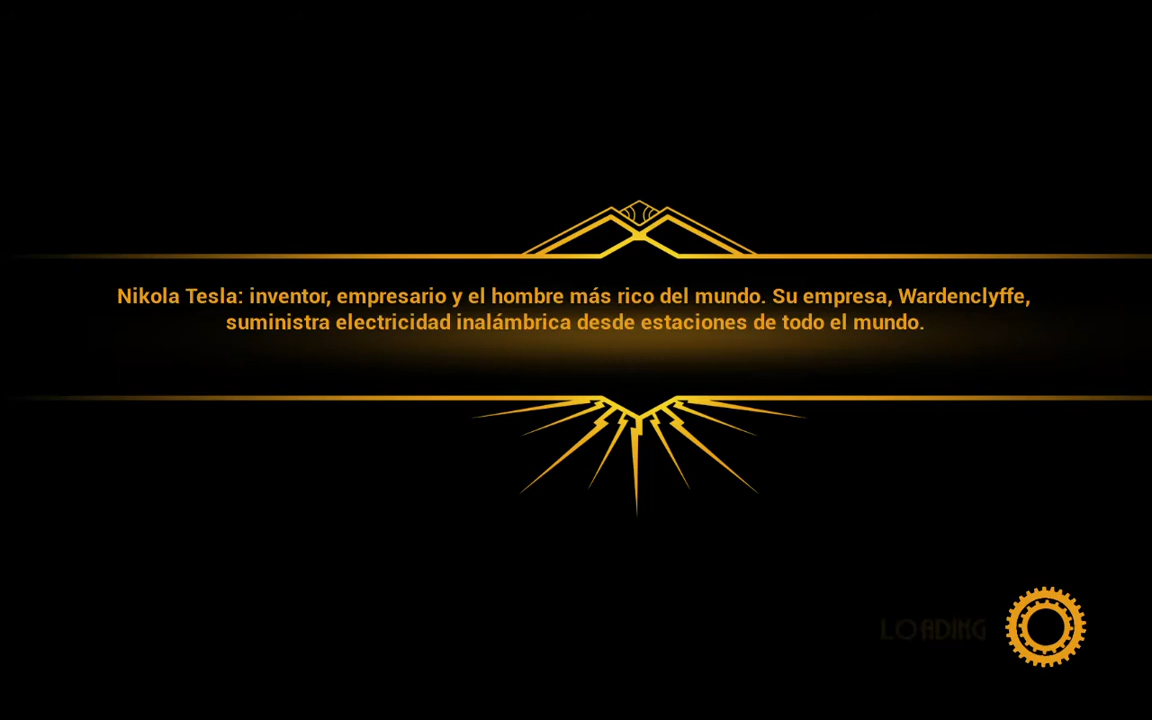 Nikola Tesla: inventor, empresario y el hombre más rico del mundo. Su empresa, Wardenclyffe,
suministra electricidad inalámbrica desde estaciones de todo el mundo.
LOADING